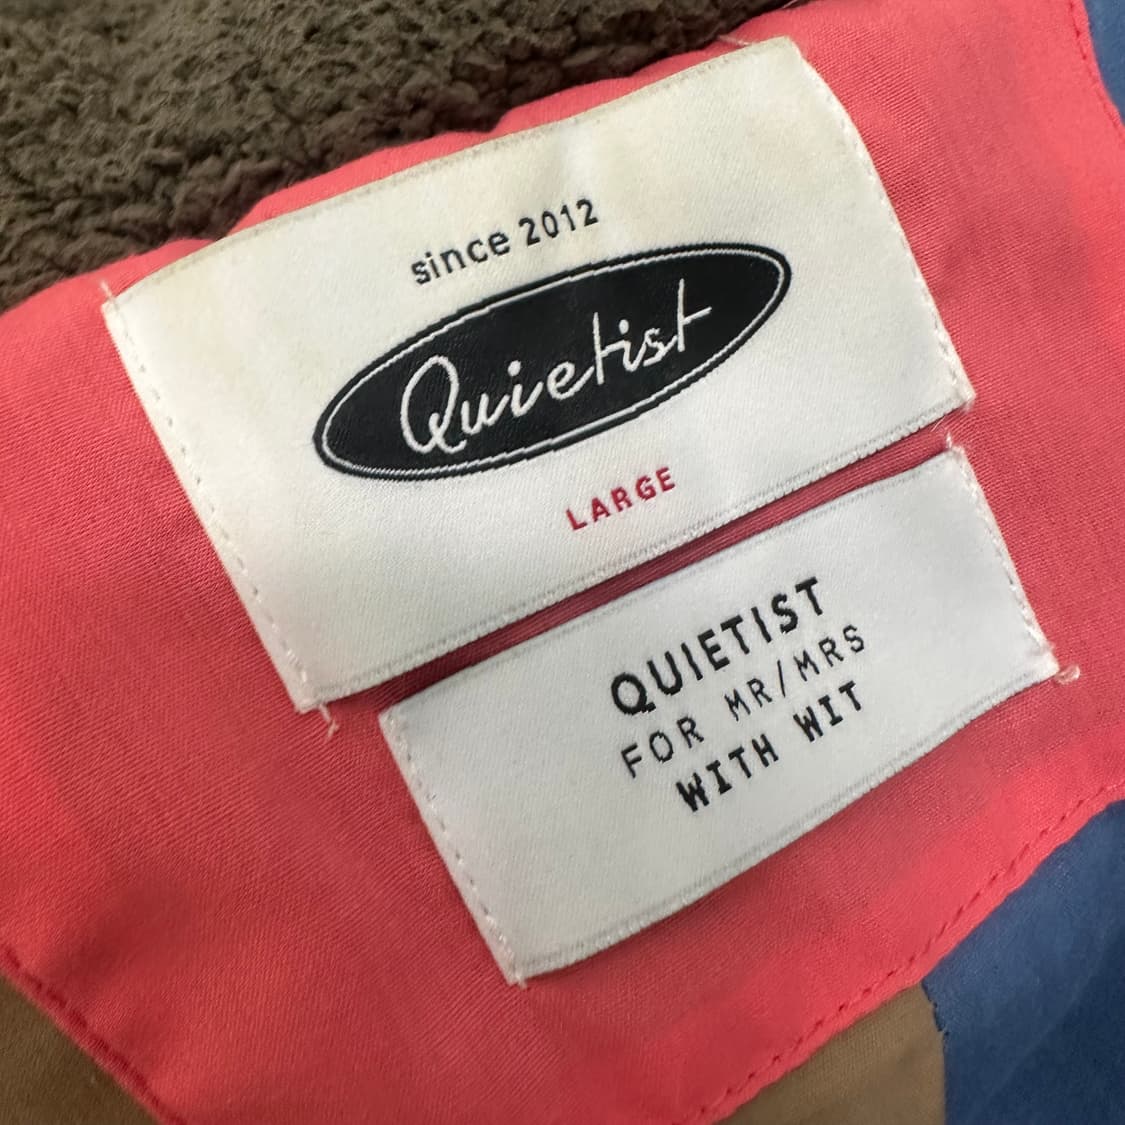 since 2012
Quietist
LARGE
QUIETIST
FOR MR/MRS
WITH WIT